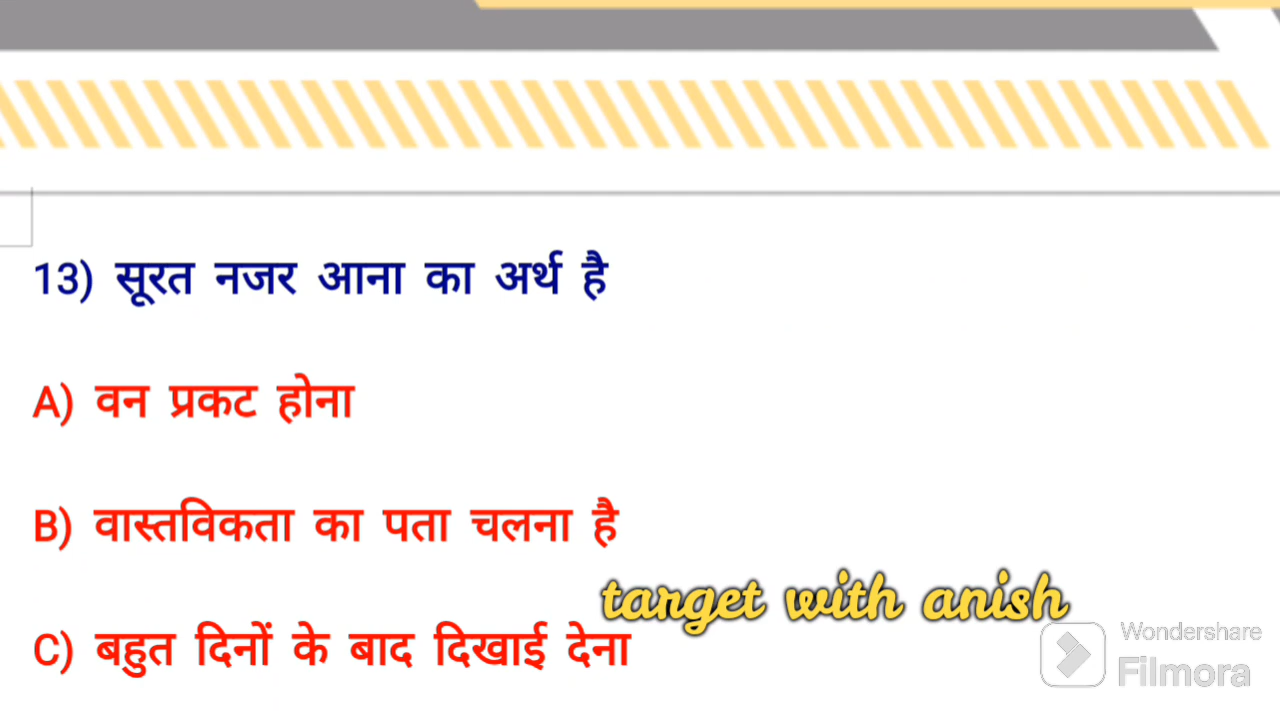 13) सूरत नजर आना का अर्थ है
A) वन प्रकट होना
B) वास्तविकता का पता चलना है
target with anish
C) बहुत दिनों के बाद दिखाई देना
Wondershare
Filmora